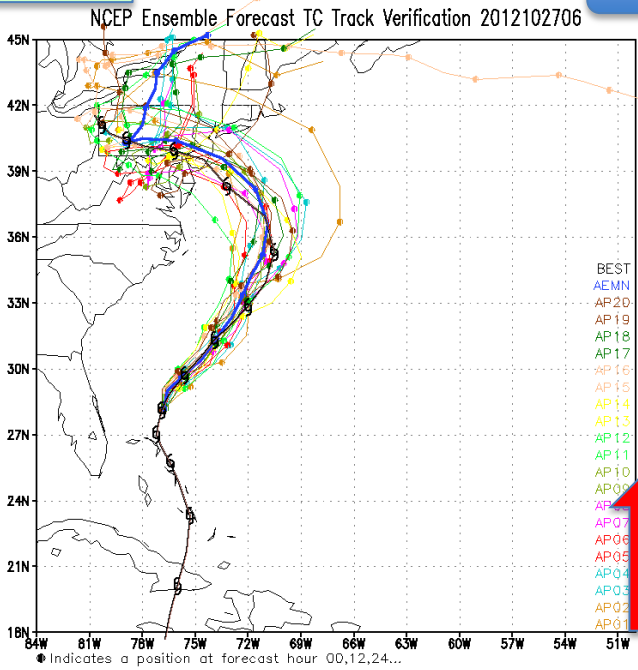 NCEP Ensemble Forecast TC Track Verification 2012102706
45N
42N
39N
36N
33N
30N
27N
24N
21N
18N
BEST
AEMN
AP20
AP19
AP18
AP17
AP16
AP15
AP14
AP13
AP12
AP11
AP10
AP09
AP08
AP07
AP06
AP05
AP04
AP03
AP02
AP01
84W 81W 78W 75W 72W 69W 66W 63W 60W 57W 54W 51W
Indicates a position at forecast hour 00,12,24...